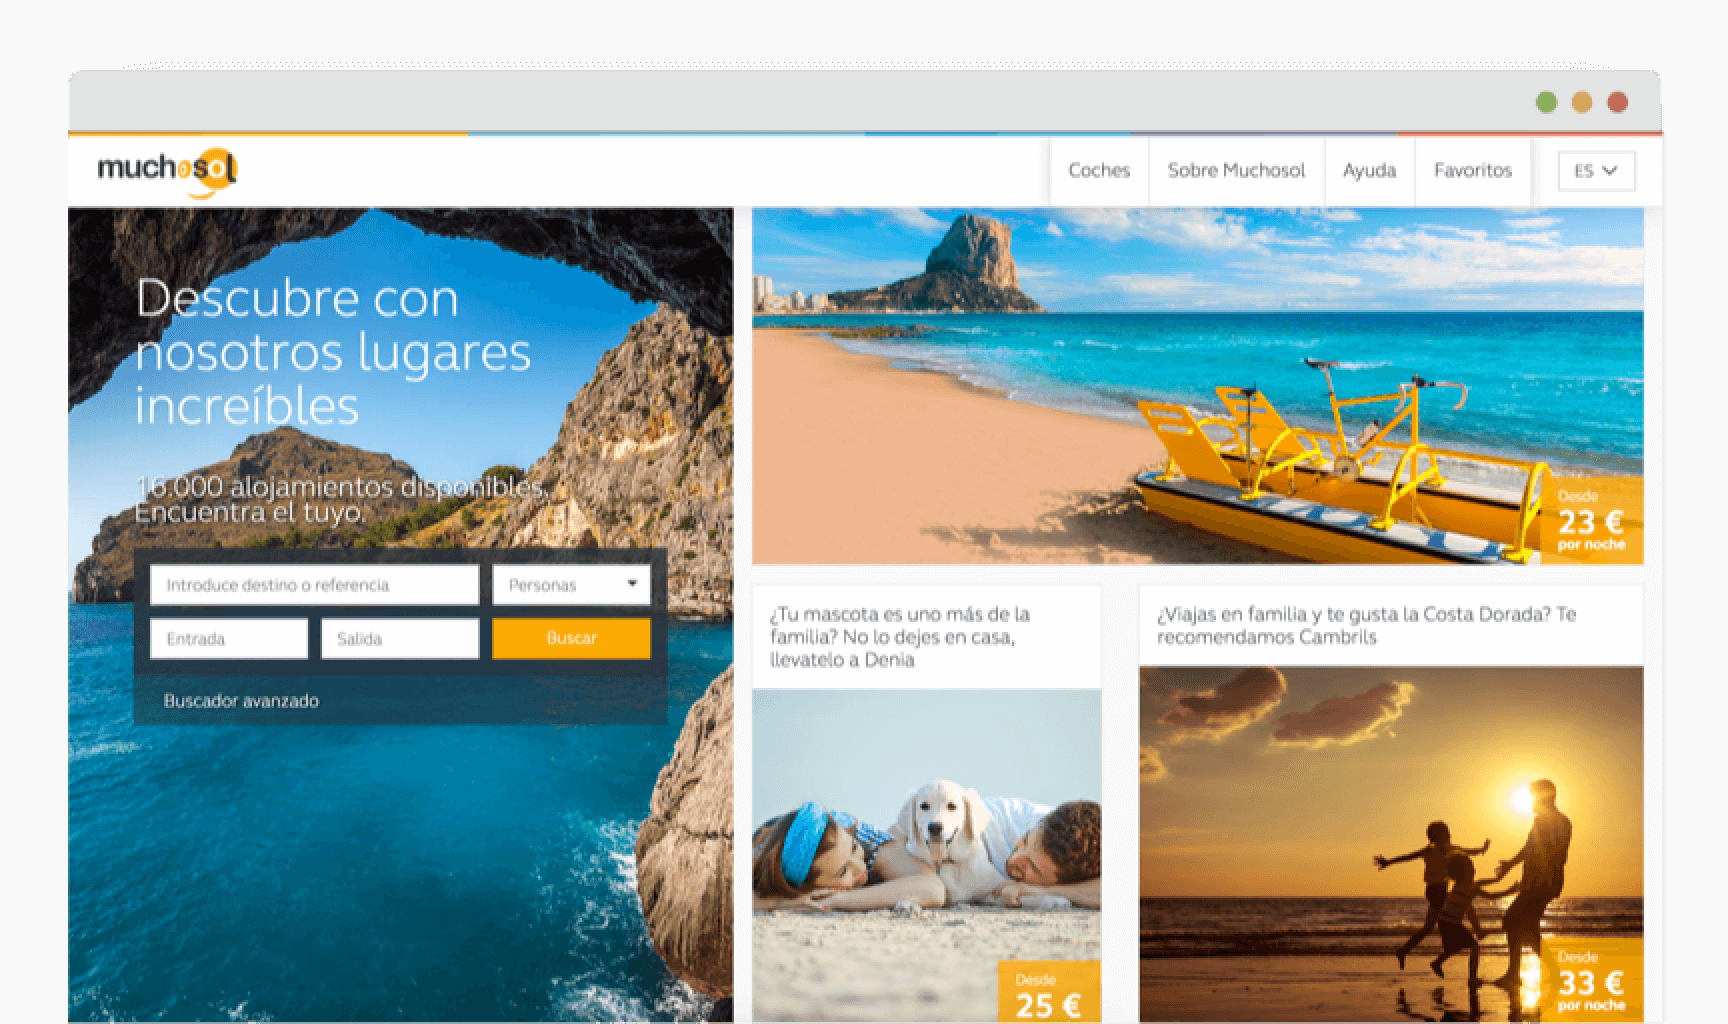 muchosol
Coches
Sobre Muchosol
Ayuda
Favoritos
ES
Descubre con
nosotros lugares
increíbles
16.000 alojamientos disponibles.
Encuentra el tuyo.
Introduce destino o referencia
Personas
Entrada
Salida
Buscar
Buscador avanzado
Desde
23 €
por noche
¿Tu mascota es uno más de la
familia? No lo dejes en casa,
llevatelo a Denia
Desde
25 €
¿Viajas en familia y te gusta la Costa Dorada? Te
recomendamos Cambrils
Desde
33 €
por noche